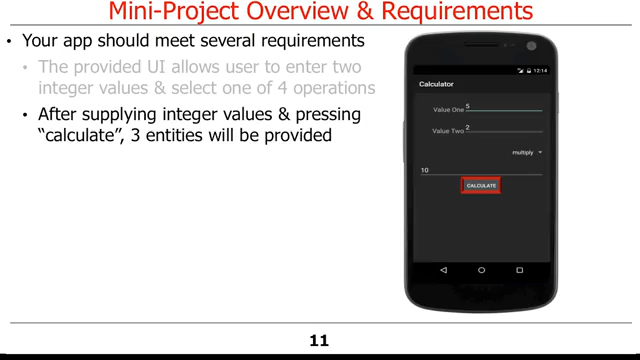 Mini-Project Overview & Requirements
• Your app should meet several requirements
• The provided UI allows user to enter two
integer values & select one of 4 operations
• After supplying integer values & pressing
“calculate”, 3 entities will be provided
12:14
Calculator
Value One 5
Value Two 2
multiply
10
CALCULATE
11